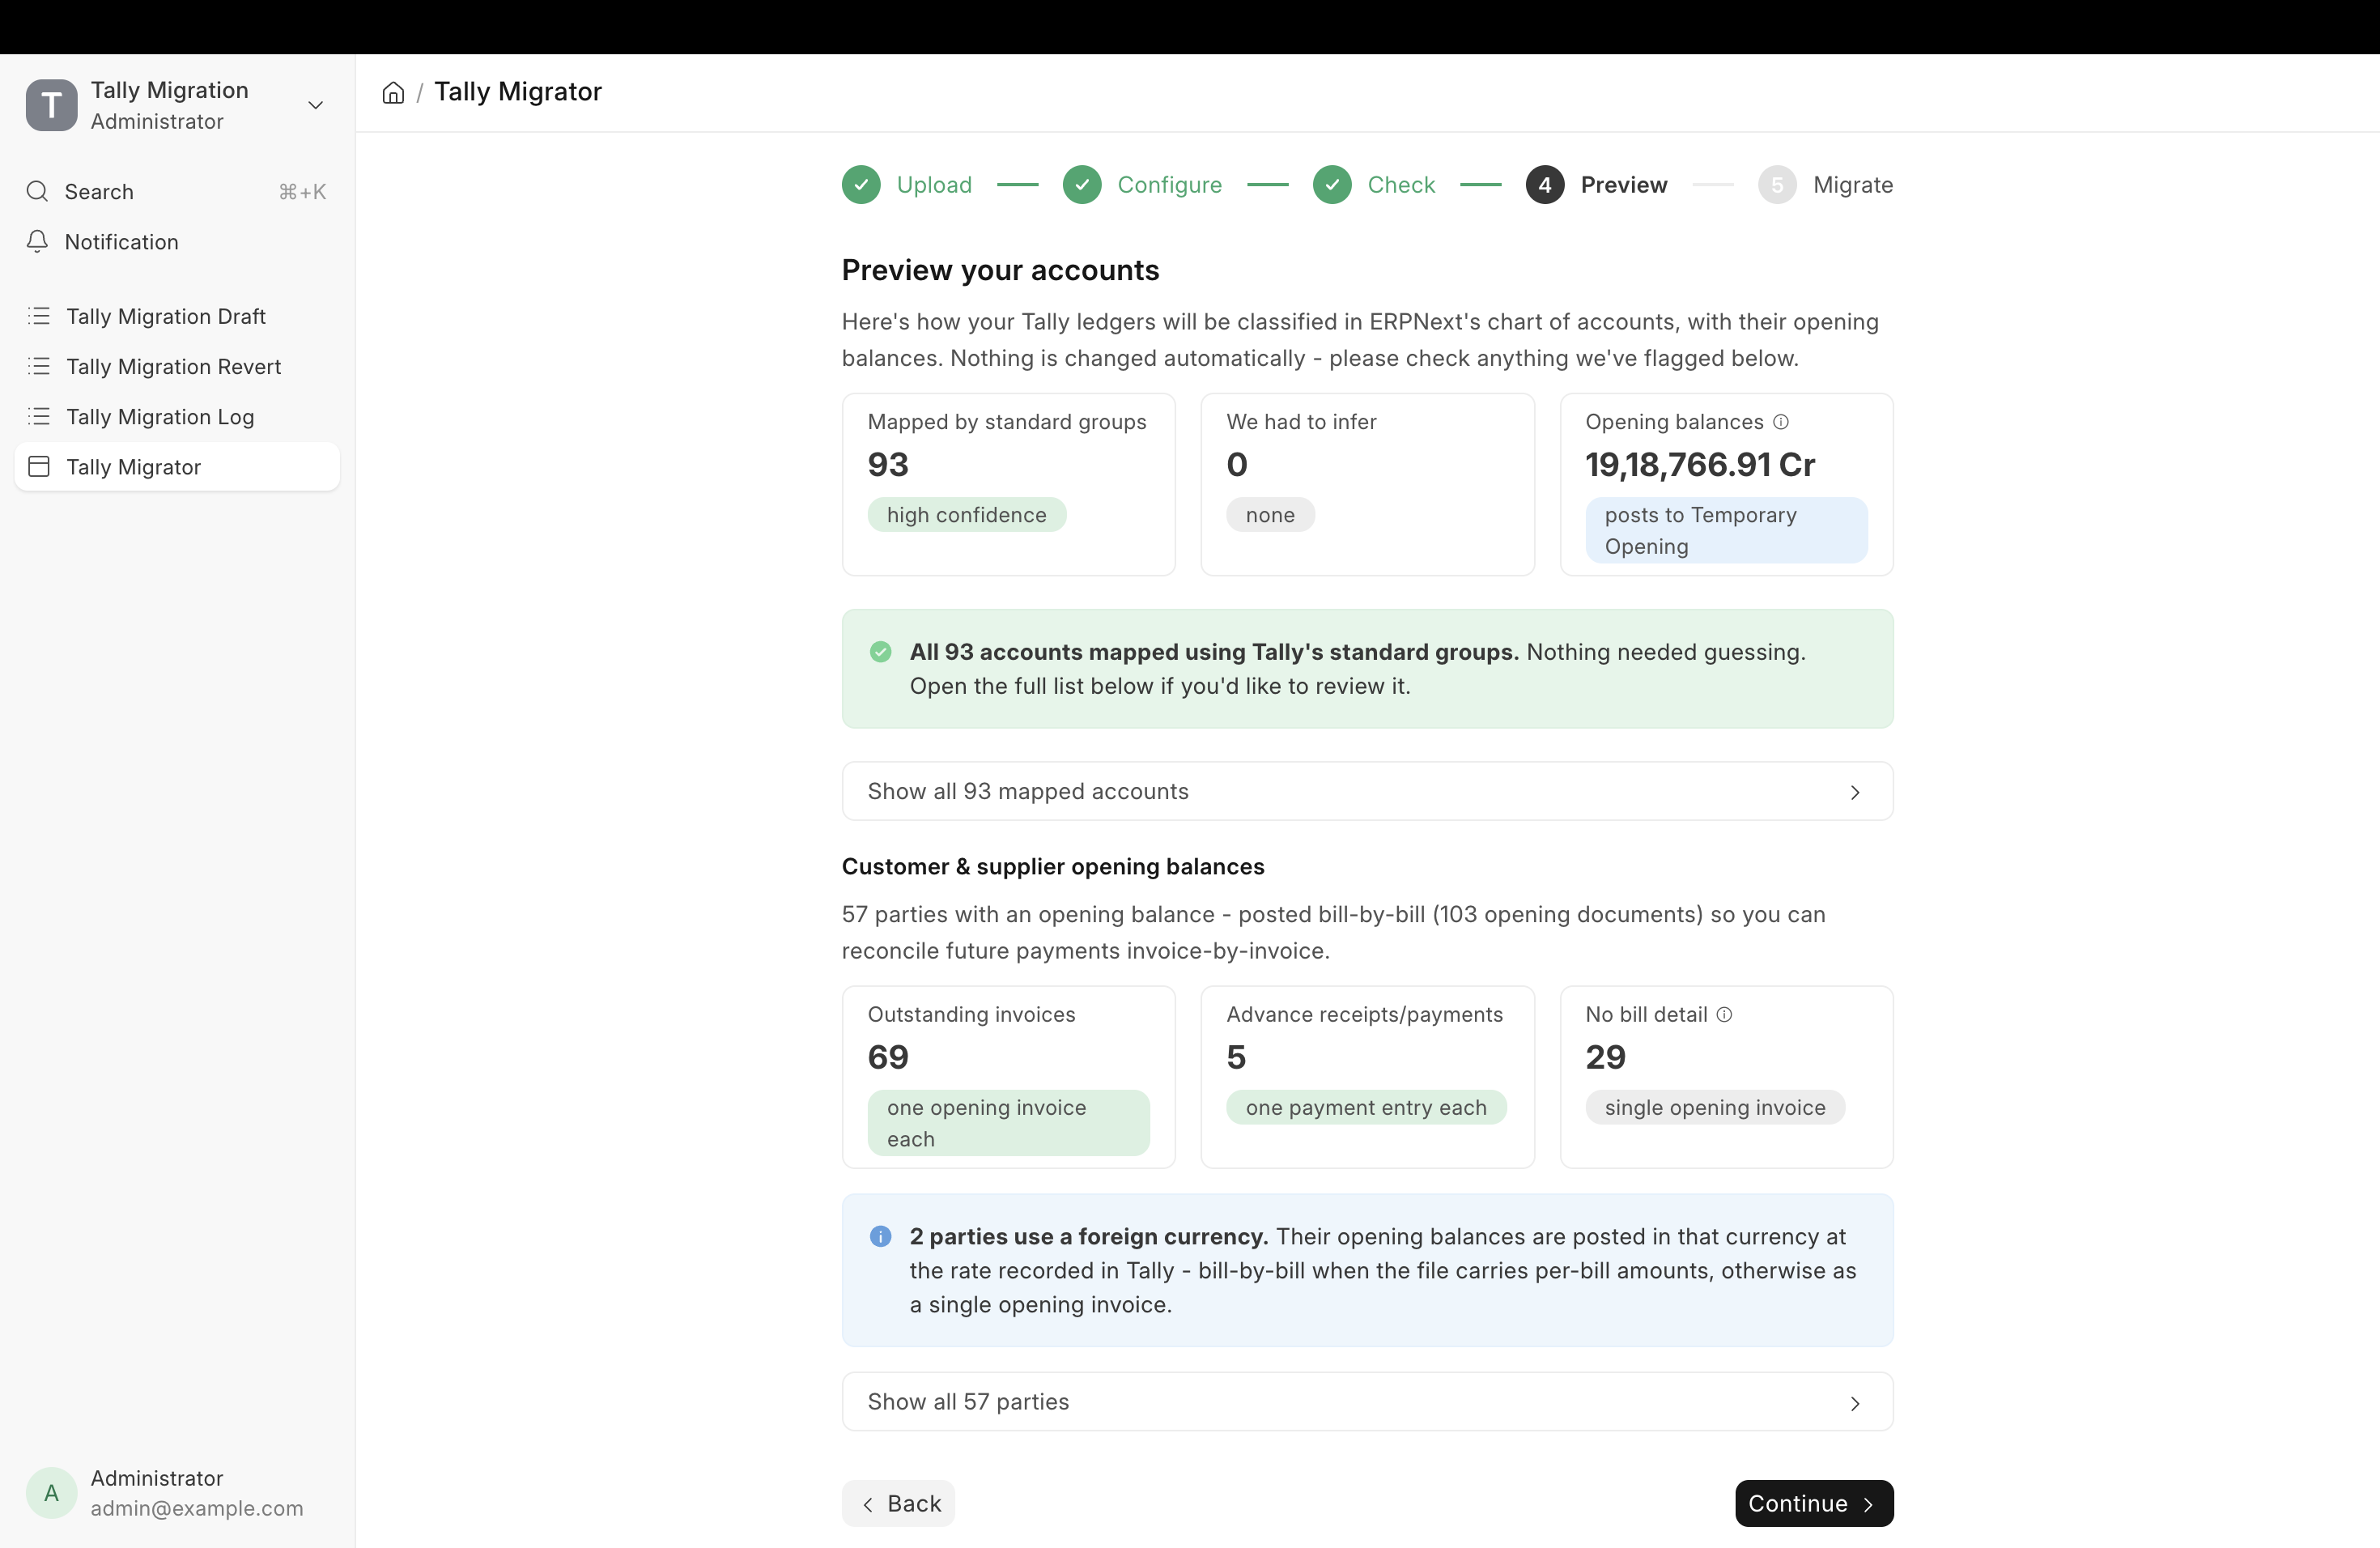 T
Tally Migration
Administrator
Search ⌘+K
Notification
Tally Migration Draft
Tally Migration Revert
Tally Migration Log
Tally Migrator
A
Administrator
admin@example.com
/ Tally Migrator
Upload Configure Check 4 Preview 5 Migrate
Preview your accounts
Here's how your Tally ledgers will be classified in ERPNext's chart of accounts, with their opening
balances. Nothing is changed automatically - please check anything we've flagged below.
Mapped by standard groups
93
high confidence
We had to infer
0
none
Opening balances
19,18,766.91 Cr
posts to Temporary
Opening
All 93 accounts mapped using Tally's standard groups. Nothing needed guessing.
Open the full list below if you'd like to review it.
Show all 93 mapped accounts
Customer & supplier opening balances
57 parties with an opening balance - posted bill-by-bill (103 opening documents) so you can
reconcile future payments invoice-by-invoice.
Outstanding invoices
69
one opening invoice
each
Advance receipts/payments
5
one payment entry each
No bill detail
29
single opening invoice
2 parties use a foreign currency. Their opening balances are posted in that currency at
the rate recorded in Tally - bill-by-bill when the file carries per-bill amounts, otherwise as
a single opening invoice.
Show all 57 parties
Back
Continue